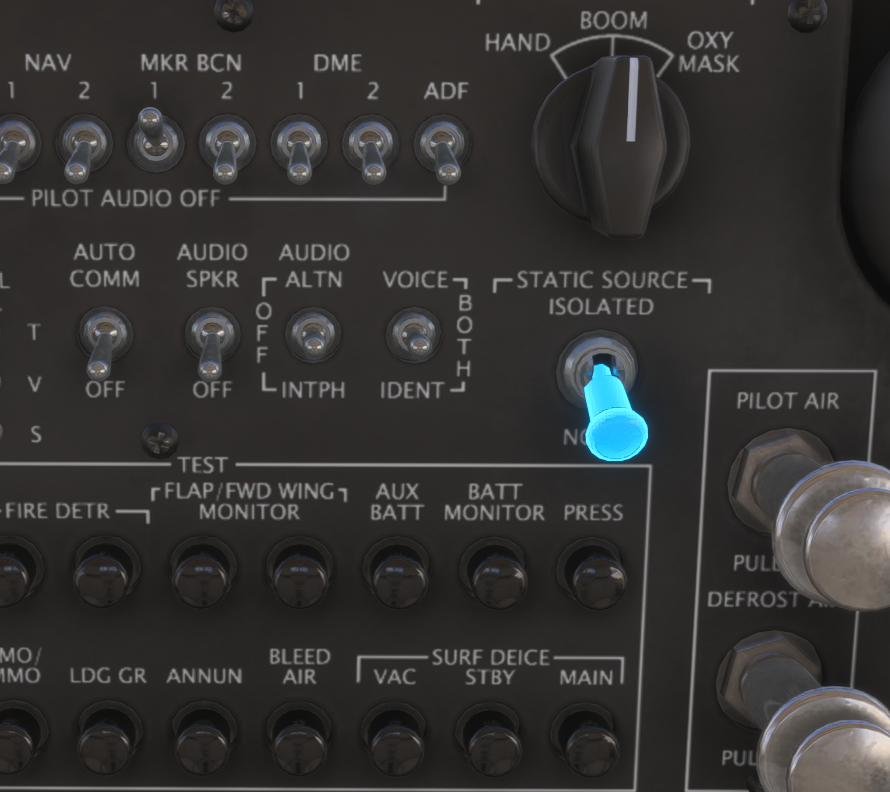 BOOM
HAND
OXY
MASK
NAV
MKR BCN
DME
1 2 1 2 1 2 ADF
PILOT AUDIO OFF
AUTO
COMM
OFF
AUDIO
SPKR
OFF
AUDIO
ALTN
OFF
INTPH
VOICE
BOTH
IDENT
STATIC SOURCE
ISOLATED
T
V
S
PILOT AIR
DEFROST
TEST
FIRE DETR
FLAP/FWD WING
MONITOR
AUX
BATT
BATT
MONITOR
PRESS
LDG GR
ANNUN
BLEED
AIR
SURF DEICE
VAC
STBY
MAIN